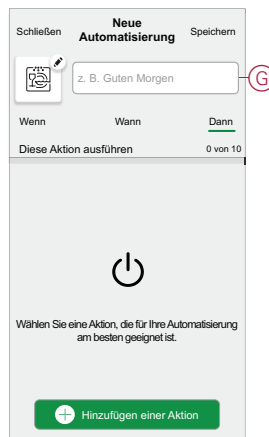 Schließen
Neue
Automatisierung
Speichern
z. B. Guten Morgen
G
Wenn
Wann
Dann
Diese Aktion ausführen
0 von 10
Wählen Sie eine Aktion, die für Ihre Automatisierung
am besten geeignet ist.
Hinzufügen einer Aktion